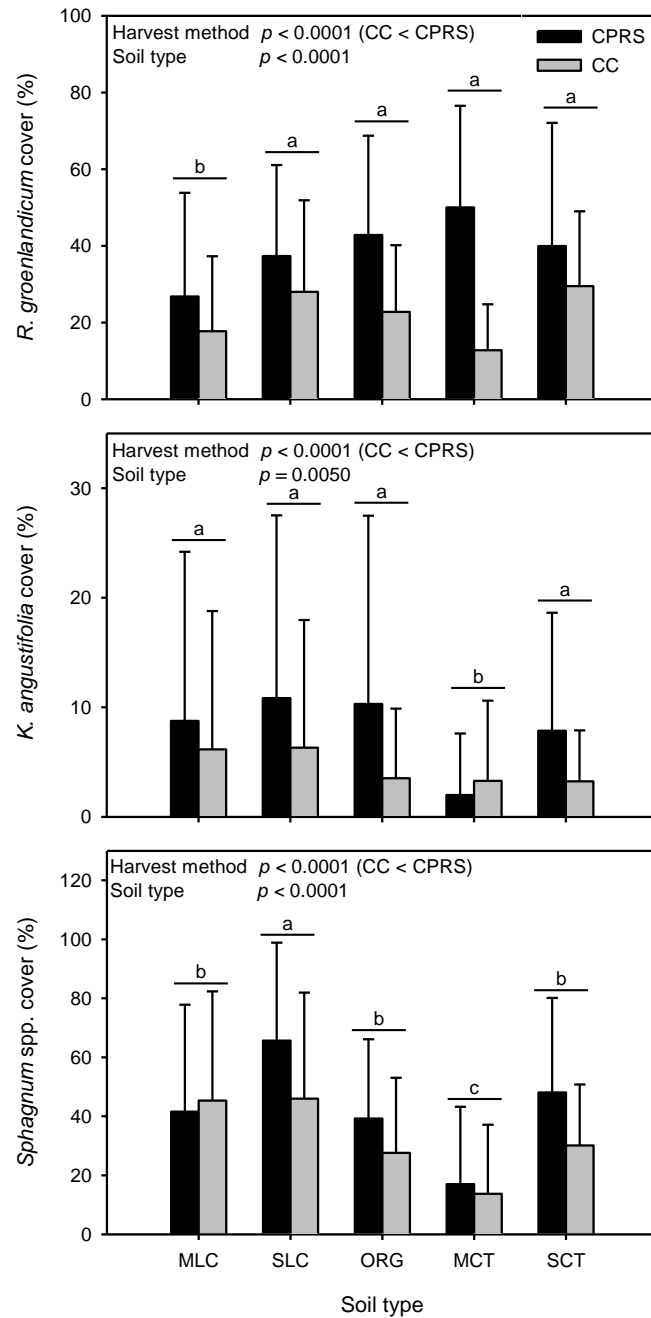 100
Harvest method p < 0.0001 (CC < CPRS)
Soil type p < 0.0001
CPRS
CC
80
60
40
20
0
R. groenlandicum cover (%)
b
a
a
a
a
Harvest method p < 0.0001 (CC < CPRS)
Soil type p = 0.0050
30
20
10
0
K. angustifolia cover (%)
a
a
a
b
a
Harvest method p < 0.0001 (CC < CPRS)
Soil type p < 0.0001
120
100
80
60
40
20
0
Sphagnum spp. cover (%)
b
a
b
c
b
MLC SLC ORG MCT SCT
Soil type